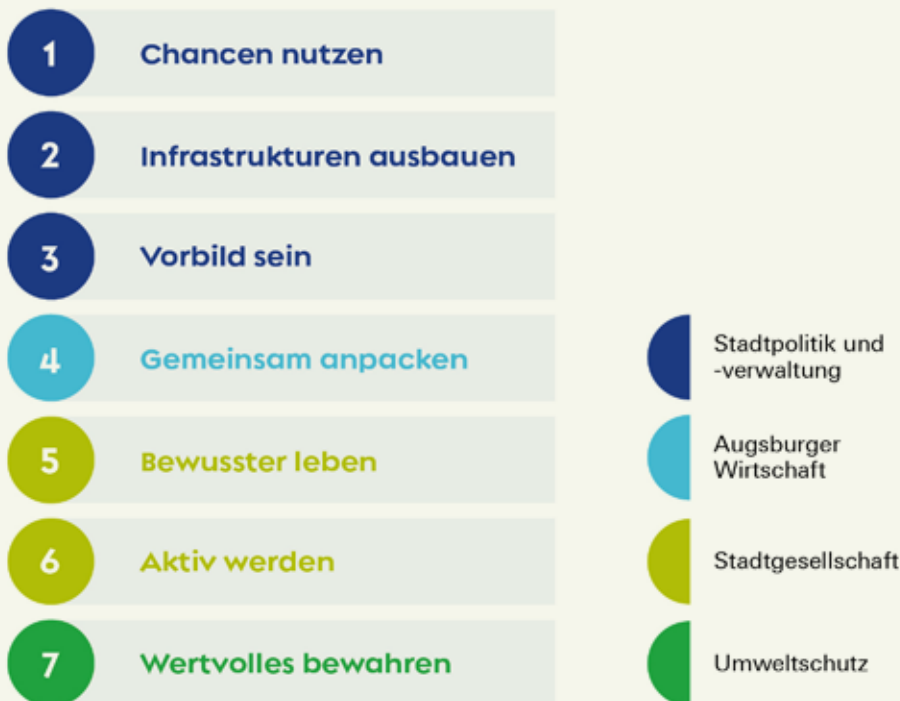 1 Chancen nutzen
2 Infrastrukturen ausbauen
3 Vorbild sein
4 Gemeinsam anpacken
5 Bewusster leben
6 Aktiv werden
7 Wertvolles bewahren
Stadtpolitik und
-verwaltung
Augsburger
Wirtschaft
Stadtgesellschaft
Umweltschutz